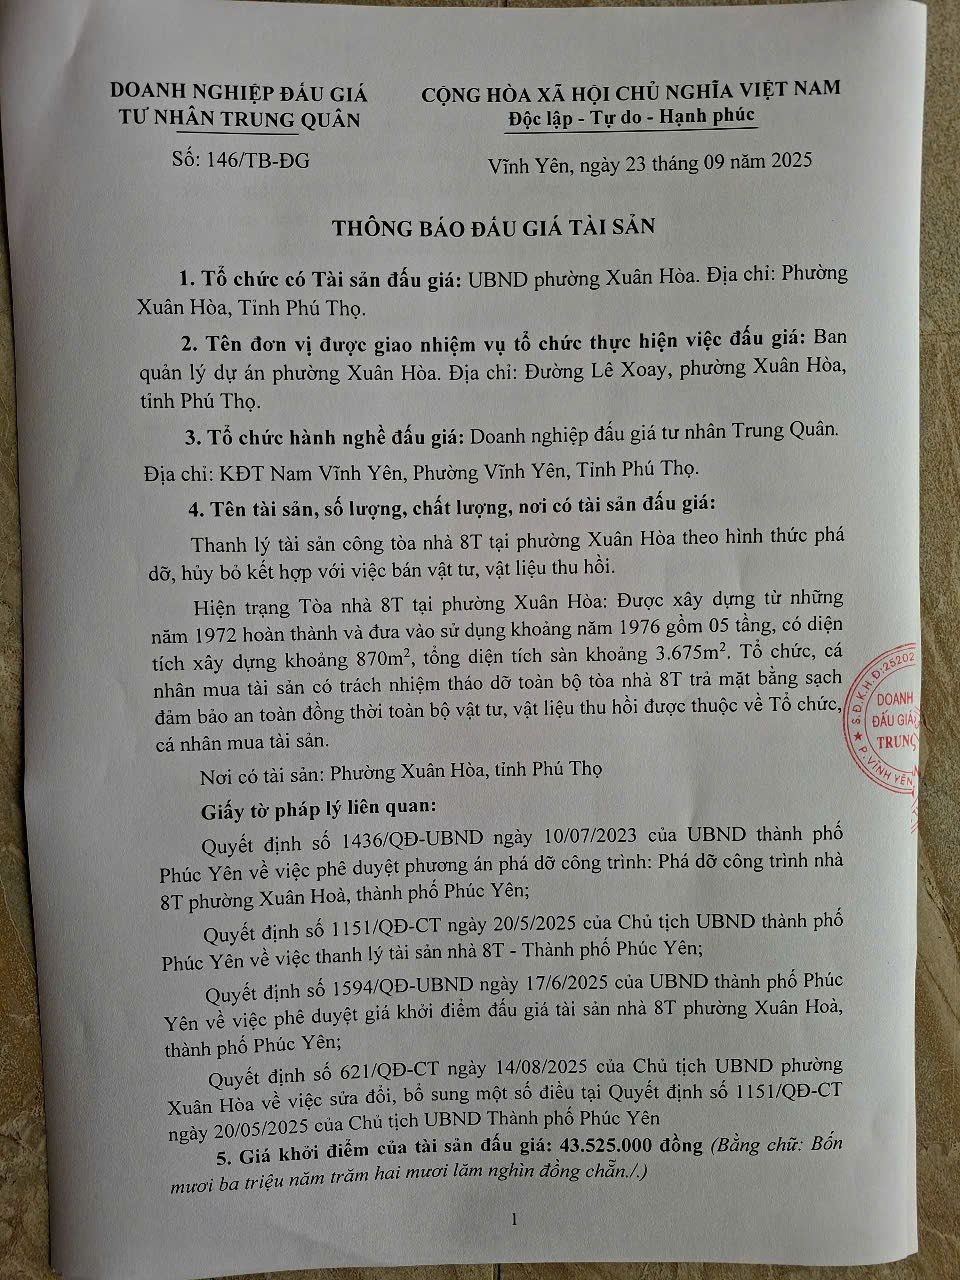 DOANH NGHIỆP ĐẤU GIÁ
TƯ NHÂN TRUNG QUÂN
Số: 146/TB-ĐG
CỘNG HÒA XÃ HỘI CHỦ NGHĨA VIỆT NAM
Độc lập - Tự do - Hạnh phúc
Vĩnh Yên, ngày 23 tháng 09 năm 2025
THÔNG BÁO ĐẤU GIÁ TÀI SẢN
1. Tổ chức có Tài sản đấu giá: UBND phường Xuân Hòa. Địa chỉ: Phường
Xuân Hòa, Tỉnh Phú Thọ.
2. Tên đơn vị được giao nhiệm vụ tổ chức thực hiện việc đấu giá: Ban
quản lý dự án phường Xuân Hòa. Địa chỉ: Đường Lê Xoay, phường Xuân Hòa,
tỉnh Phú Thọ.
3. Tổ chức hành nghề đấu giá: Doanh nghiệp đấu giá tư nhân Trung Quân.
Địa chỉ: KĐT Nam Vĩnh Yên, Phường Vĩnh Yên, Tỉnh Phú Thọ.
4. Tên tài sản, số lượng, chất lượng, nơi có tài sản đấu giá:
Thanh lý tài sản công tòa nhà 8T tại phường Xuân Hòa theo hình thức phá
dỡ, hủy bỏ kết hợp với việc bán vật tư, vật liệu thu hồi.
Hiện trạng Tòa nhà 8T tại phường Xuân Hòa: Được xây dựng từ những
năm 1972 hoàn thành và đưa vào sử dụng khoảng năm 1976 gồm 05 tầng, có diện
tích xây dựng khoảng 870m², tổng diện tích sàn khoảng 3.675m². Tổ chức, cá
nhân mua tài sản có trách nhiệm tháo dỡ toàn bộ tòa nhà 8T trả mặt bằng sạch
đảm bảo an toàn đồng thời toàn bộ vật tư, vật liệu thu hồi được thuộc về Tổ chức,
cá nhân mua tài sản.
Nơi có tài sản: Phường Xuân Hòa, tỉnh Phú Thọ
Giấy tờ pháp lý liên quan:
Quyết định số 1436/QĐ-UBND ngày 10/07/2023 của UBND thành phố
Phúc Yên về việc phê duyệt phương án phá dỡ công trình: Phá dỡ công trình nhà
8T phường Xuân Hoà, thành phố Phúc Yên;
Quyết định số 1151/QĐ-CT ngày 20/5/2025 của Chủ tịch UBND thành phố
Phúc Yên về việc thanh lý tài sản nhà 8T - Thành phố Phúc Yên;
Quyết định số 1594/QĐ-UBND ngày 17/6/2025 của UBND thành phố Phúc
Yên về việc phê duyệt giá khởi điểm đấu giá tài sản nhà 8T phường Xuân Hoà,
thành phố Phúc Yên;
Quyết định số 621/QĐ-CT ngày 14/08/2025 của Chủ tịch UBND phường
Xuân Hòa về việc sửa đổi, bổ sung một số điều tại Quyết định số 1151/QĐ-CT
ngày 20/05/2025 của Chủ tịch UBND Thành phố Phúc Yên
5. Giá khởi điểm của tài sản đấu giá: 43.525.000 đồng (Bằng chữ: Bốn
mươi ba triệu năm trăm hai mươi lăm nghìn đồng chẵn./.)
1
★ S.Đ.K.H.Đ:25202
DOANH
ĐẤU GIÁ
TRUNG
P. VĨNH YÊN